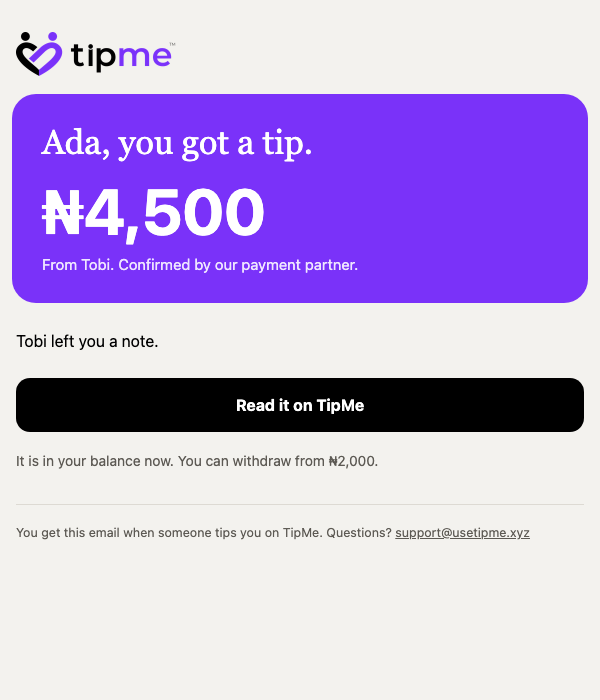 tipme™
Ada, you got a tip.
₦4,500
From Tobi. Confirmed by our payment partner.
Tobi left you a note.
Read it on TipMe
It is in your balance now. You can withdraw from ₦2,000.
You get this email when someone tips you on TipMe. Questions? support@usetipme.xyz